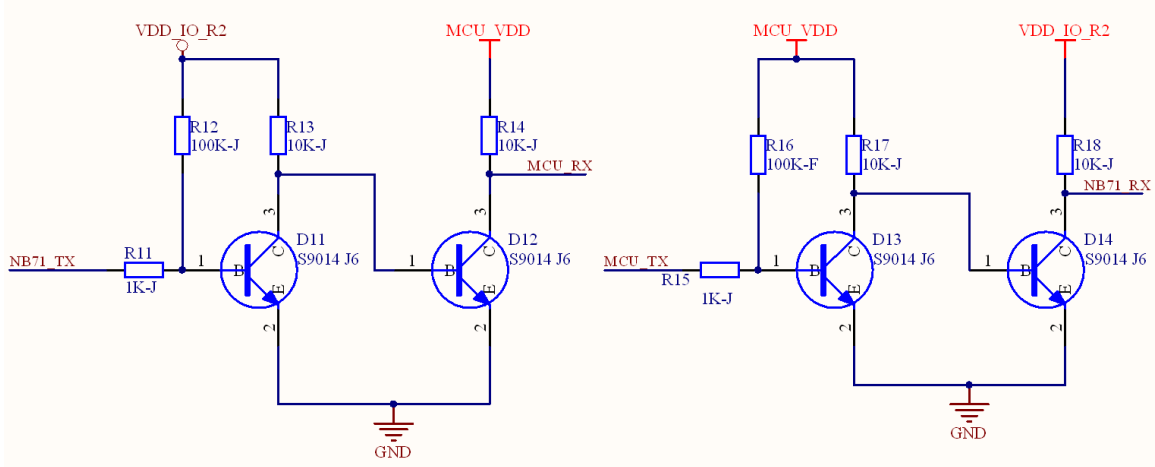 VDD_IO_R2
MCU_VDD
MCU_VDD
VDD_IO_R2
R12
100K-J
R13
10K-J
R14
10K-J
MCU_RX
R16
100K-F
R17
10K-J
R18
10K-J
NB71_RX
NB71_TX
R11
1K-J
1
B
3
C
E
2
D11
S9014 J6
1
B
3
C
E
2
D12
S9014 J6
MCU_TX
R15
1K-J
1
B
3
C
E
2
D13
S9014 J6
1
B
3
C
E
2
D14
S9014 J6
GND
GND